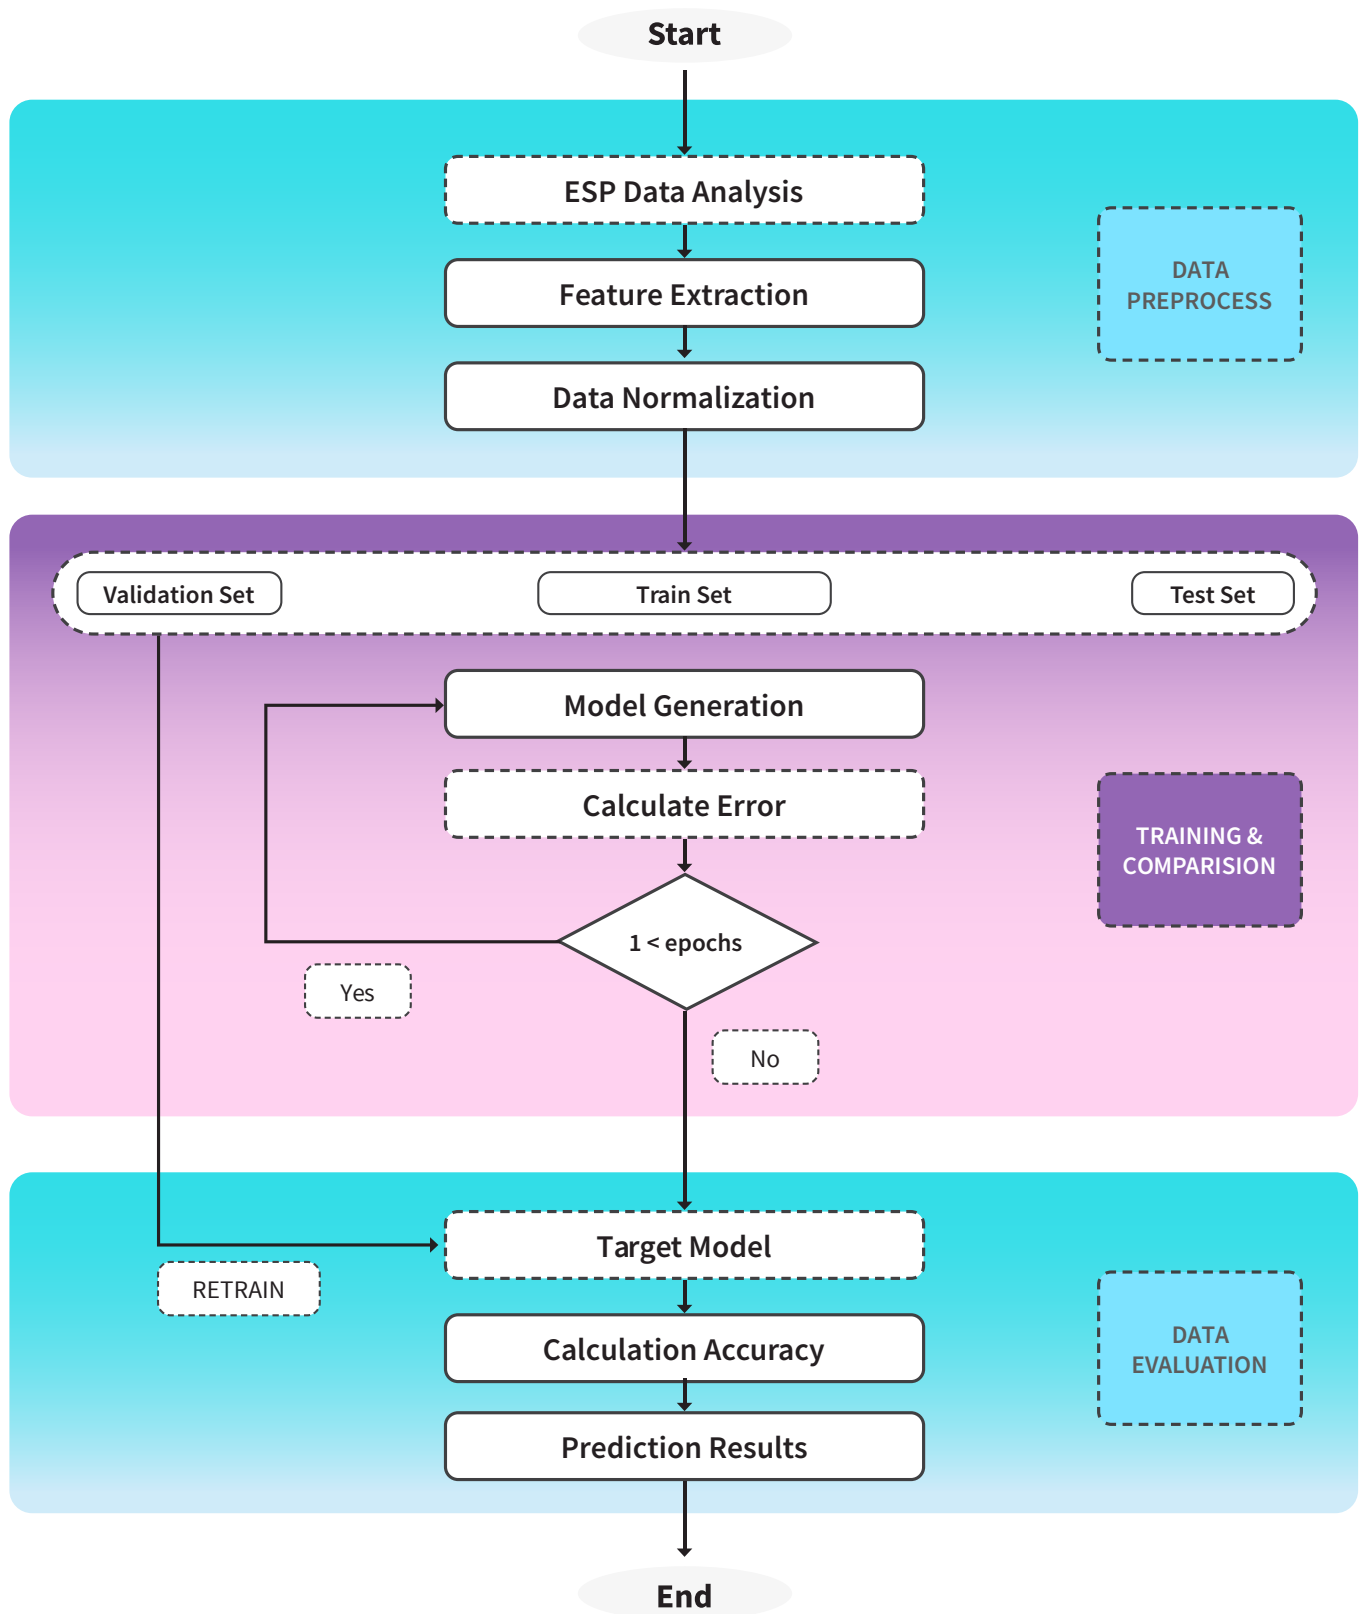 Start
ESP Data Analysis
Feature Extraction
Data Normalization
DATA
PREPROCESS
Validation Set
Train Set
Test Set
Model Generation
Calculate Error
1 < epochs
Yes
No
TRAINING &
COMPARISION
Target Model
RETRAIN
Calculation Accuracy
Prediction Results
DATA
EVALUATION
End